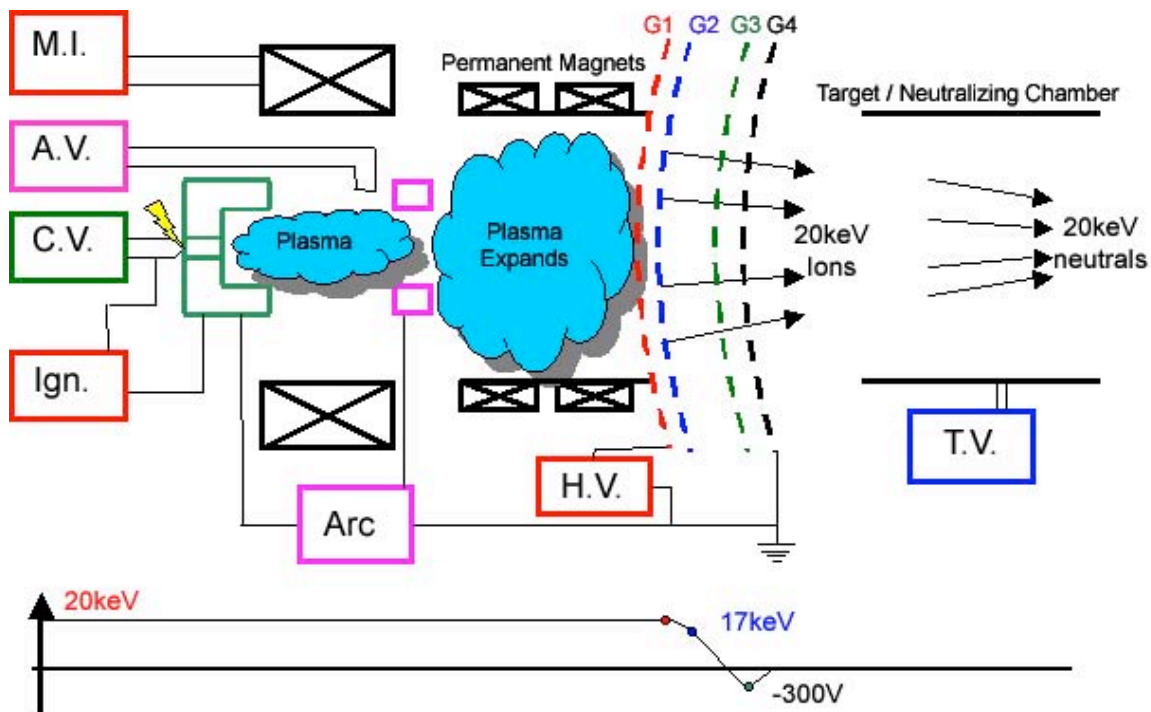 G1 G2 G3 G4
M.I.
Permanent Magnets
Target / Neutralizing Chamber
A.V.
C.V.
Plasma
Plasma
Expands
20keV
Ions
20keV
neutrals
Ign.
H.V.
T.V.
Arc
20keV
17keV
-300V